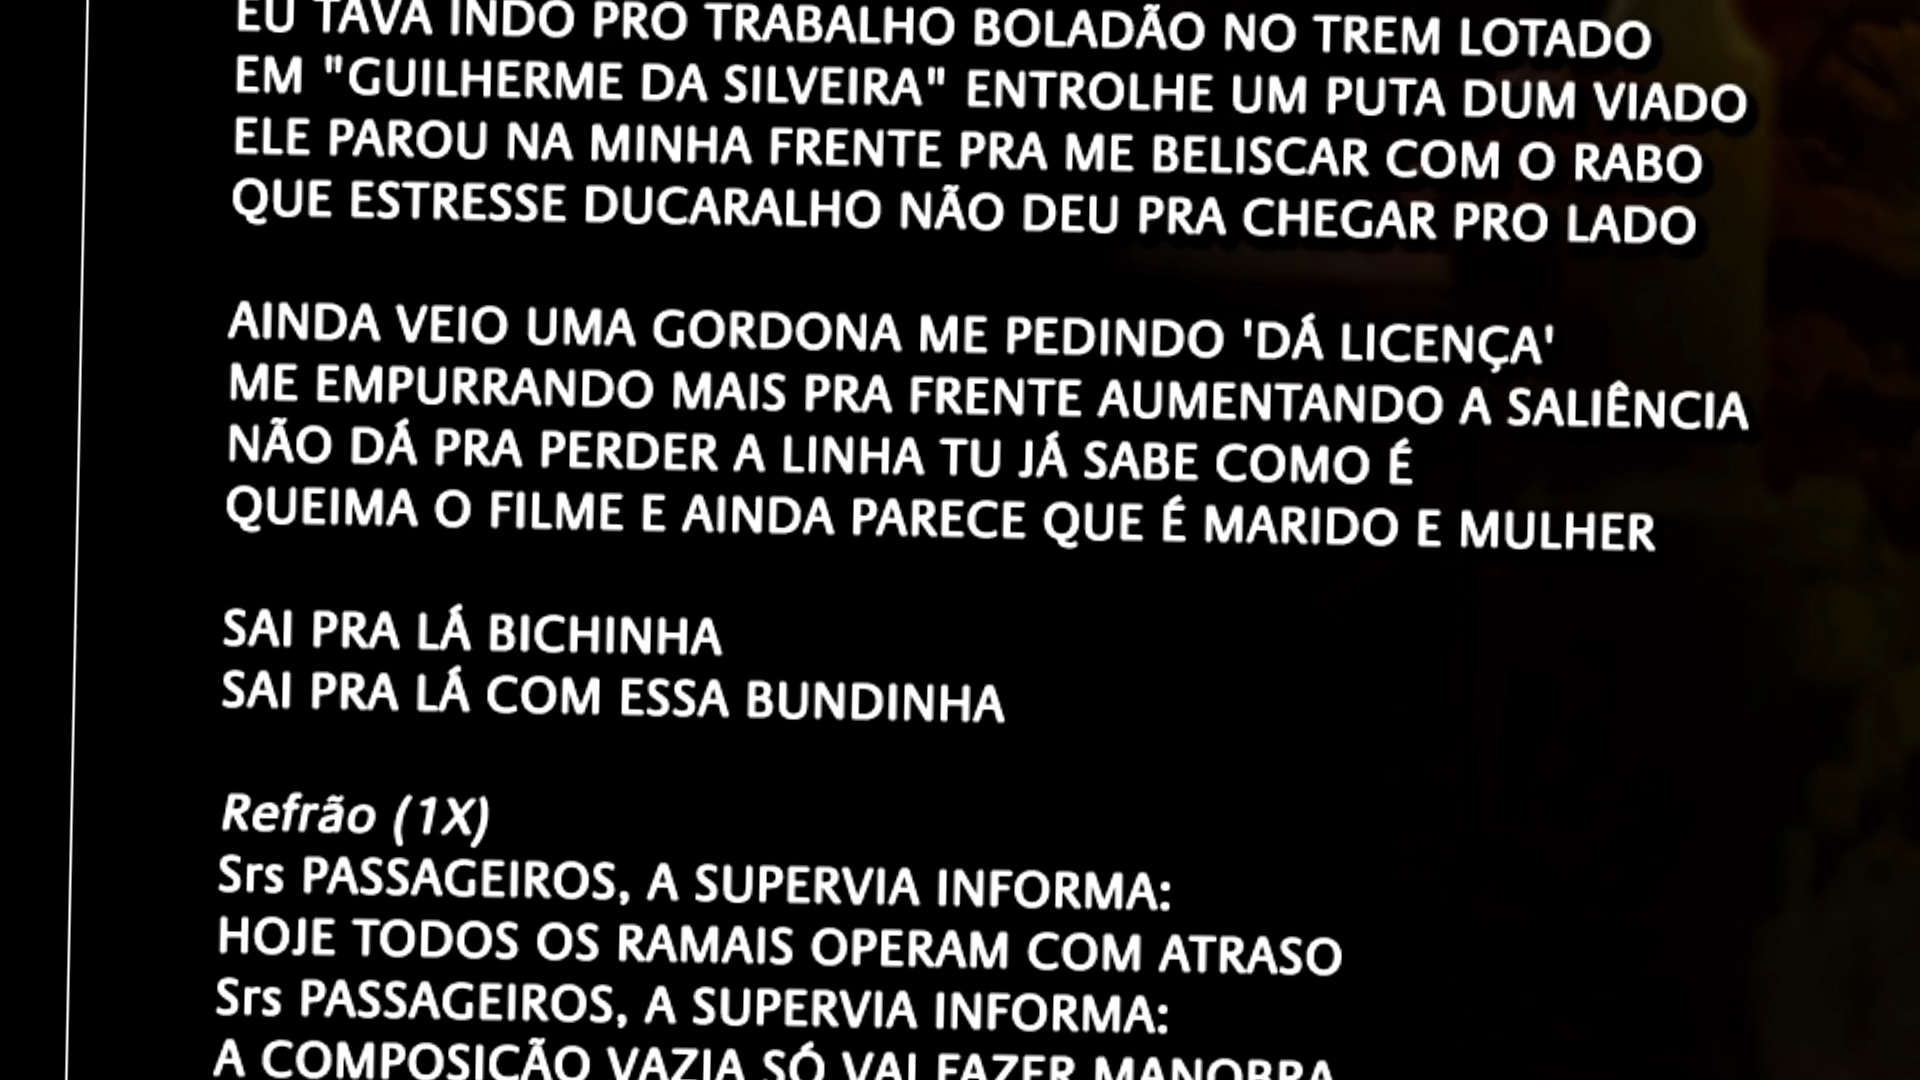 EU TAVA INDO PRO TRABALHO BOLADÃO NO TREM LOTADO
EM "GUILHERME DA SILVEIRA" ENTROLHE UM PUTA DUM VIADO
ELE PAROU NA MINHA FRENTE PRA ME BELISCAR COM O RABO
QUE ESTRESSE DUCARALHO NÃO DEU PRA CHEGAR PRO LADO
AINDA VEIO UMA GORDONA ME PEDINDO 'DÁ LICENÇA'
ME EMPURRANDO MAIS PRA FRENTE AUMENTANDO A SALIÊNCIA
NÃO DÁ PRA PERDER A LINHA TU JÁ SABE COMO É
QUEIMA O FILME E AINDA PARECE QUE É MARIDO E MULHER
SAI PRA LÁ BICHINHA
SAI PRA LÁ COM ESSA BUNDINHA
Refrão (1X)
Srs PASSAGEIROS, A SUPERVIA INFORMA:
HOJE TODOS OS RAMAIS OPERAM COM ATRASO
Srs PASSAGEIROS, A SUPERVIA INFORMA:
A COMPOSIÇÃO VAZIA SÓ VAI FAZER MANOBRA